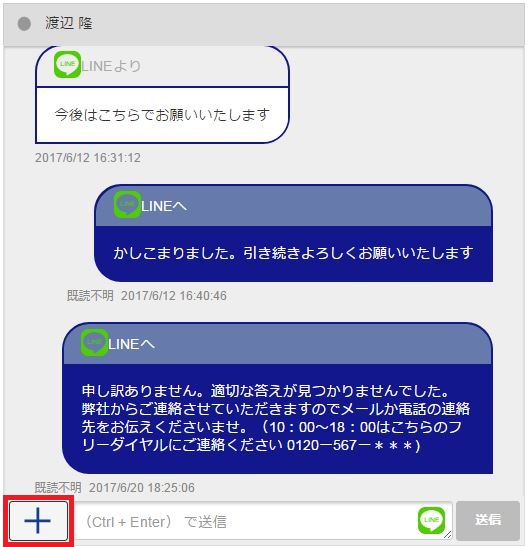 渡辺 隆
LINE
LINEより
今後はこちらでお願いいたします
2017/6/12 16:31:12
LINE
LINEへ
かしこまりました。引き続きよろしくお願いいたします
既読不明 2017/6/12 16:40:46
LINE
LINEへ
申し訳ありません。適切な答えが見つかりませんでした。
弊社からご連絡させていただきますのでメールか電話の連絡
先をお伝えくださいませ。（10：00～18：00はこちらのフ
リーダイヤルにご連絡ください 0120ー567ー＊＊＊)
既読不明 2017/6/20 18:25:06
（Ctrl + Enter） で送信
LINE
送信